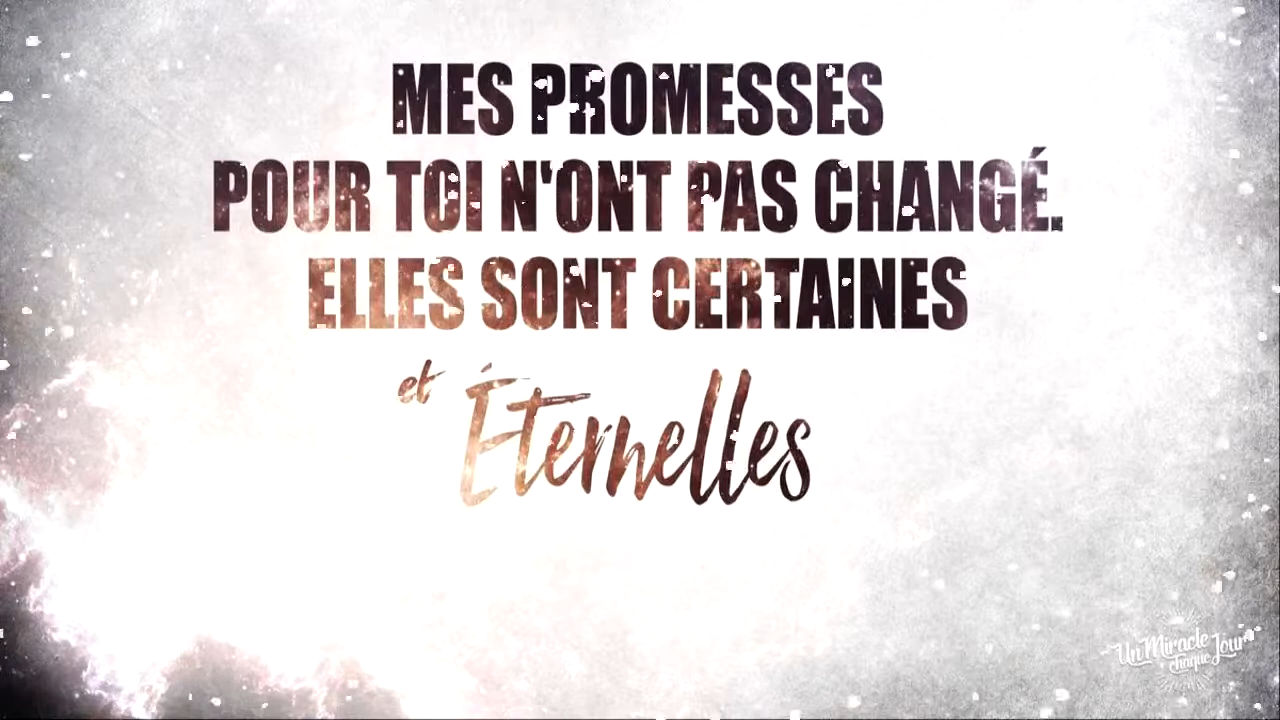 MES PROMESSES
POUR TOI N'ONT PAS CHANGÉ.
ELLES SONT CERTAINES
et Éternelles
Un Miracle
chaque Jour